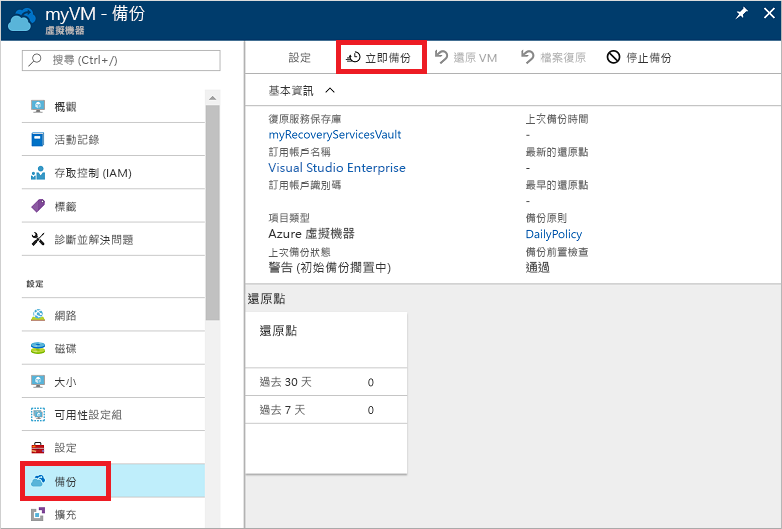 myVM - 備份
虛擬機器
搜尋 (Ctrl+/)
概觀
活動記錄
存取控制 (IAM)
標籤
診斷並解決問題
設定
網路
磁碟
大小
可用性設定組
設定
備份
擴充
設定 立即備份 還原 VM 檔案復原 停止備份
基本資訊
復原服務保存庫
myRecoveryServicesVault
訂用帳戶名稱
Visual Studio Enterprise
訂用帳戶識別碼
項目類型
Azure 虛擬機器
上次備份狀態
警告 (初始備份擱置中)
上次備份時間
-
最新的還原點
-
最早的還原點
-
備份原則
DailyPolicy
備份前置檢查
通過
還原點
還原點
過去 30 天 0
過去 7 天 0